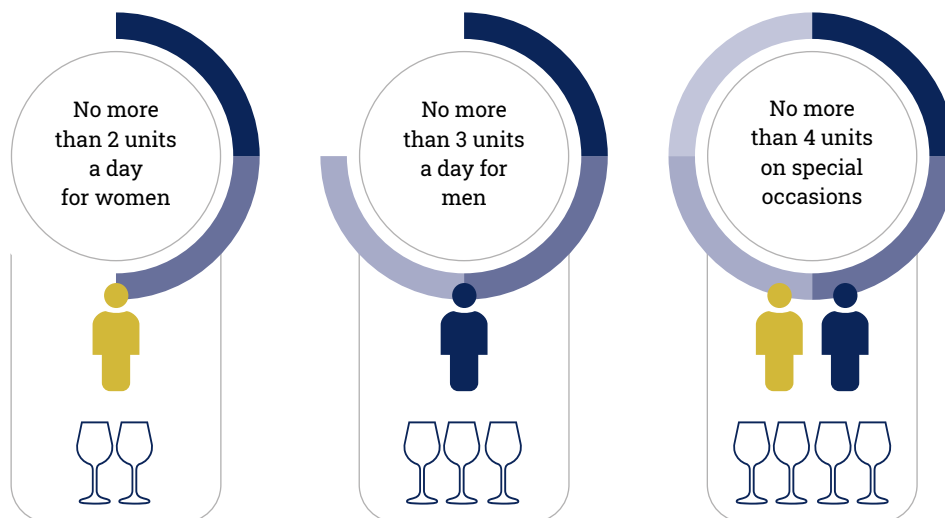 No more
than 2 units
a day
for women
No more
than 3 units
a day for
men
No more
than 4 units
on special
occasions